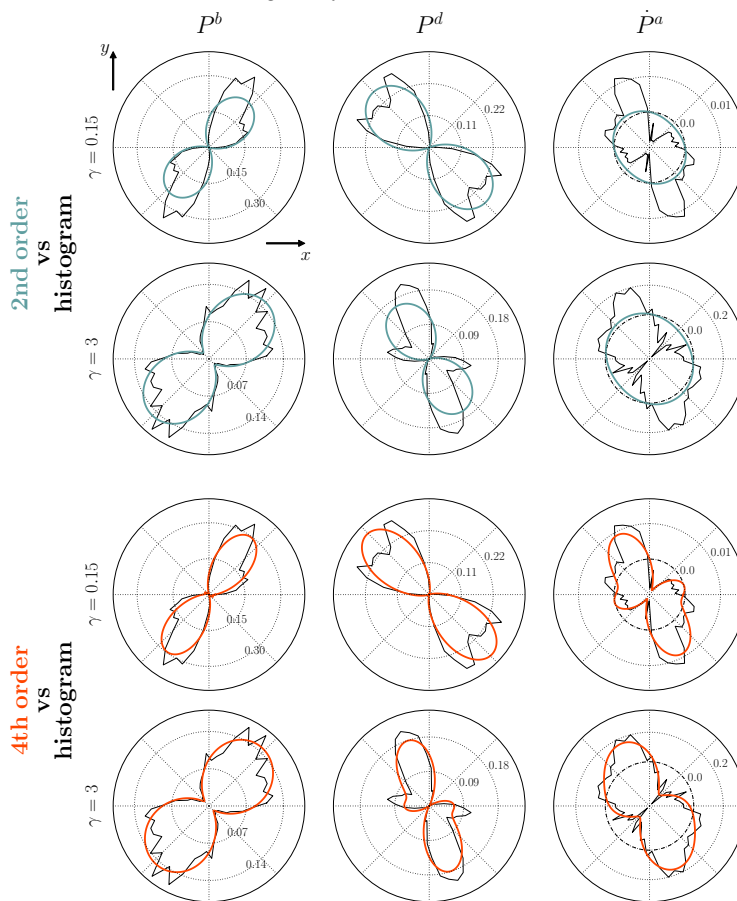 P^b P^d Ṗ^a
y
x
2nd order
vs
histogram
γ = 0.15
0.15
0.30
0.11
0.22
0.0
0.01
γ = 3
0.07
0.14
0.09
0.18
0.0
0.2
4th order
vs
histogram
γ = 0.15
0.15
0.30
0.11
0.22
0.0
0.01
γ = 3
0.07
0.14
0.09
0.18
0.0
0.2